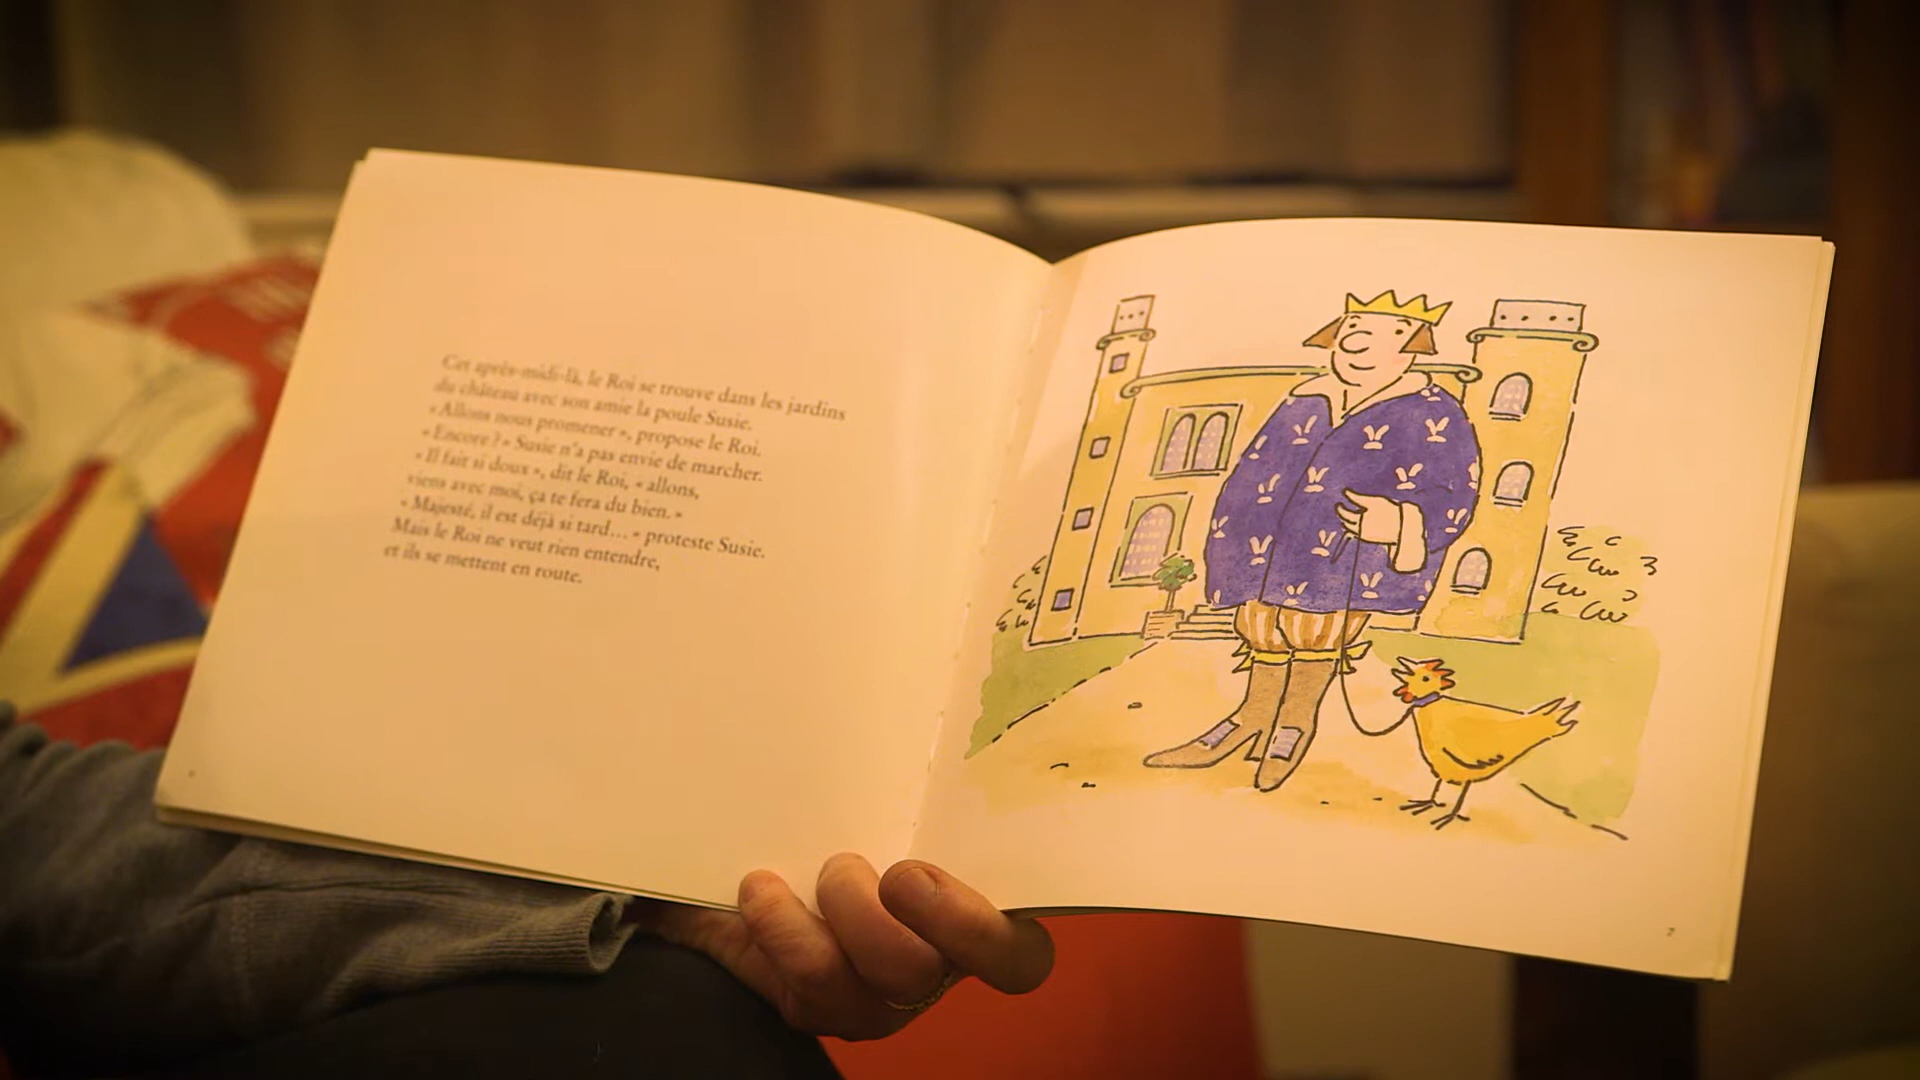 Cet après-midi-là, le Roi se trouve dans les jardins
du château avec son amie la poule Susie.
« Allons nous promener », propose le Roi.
« Encore ? » Susie n'a pas envie de marcher.
« Il fait si doux », dit le Roi, « allons,
viens avec moi, ça te fera du bien. »
« Majesté, il est déjà si tard... » proteste Susie.
Mais le Roi ne veut rien entendre,
et ils se mettent en route.
7